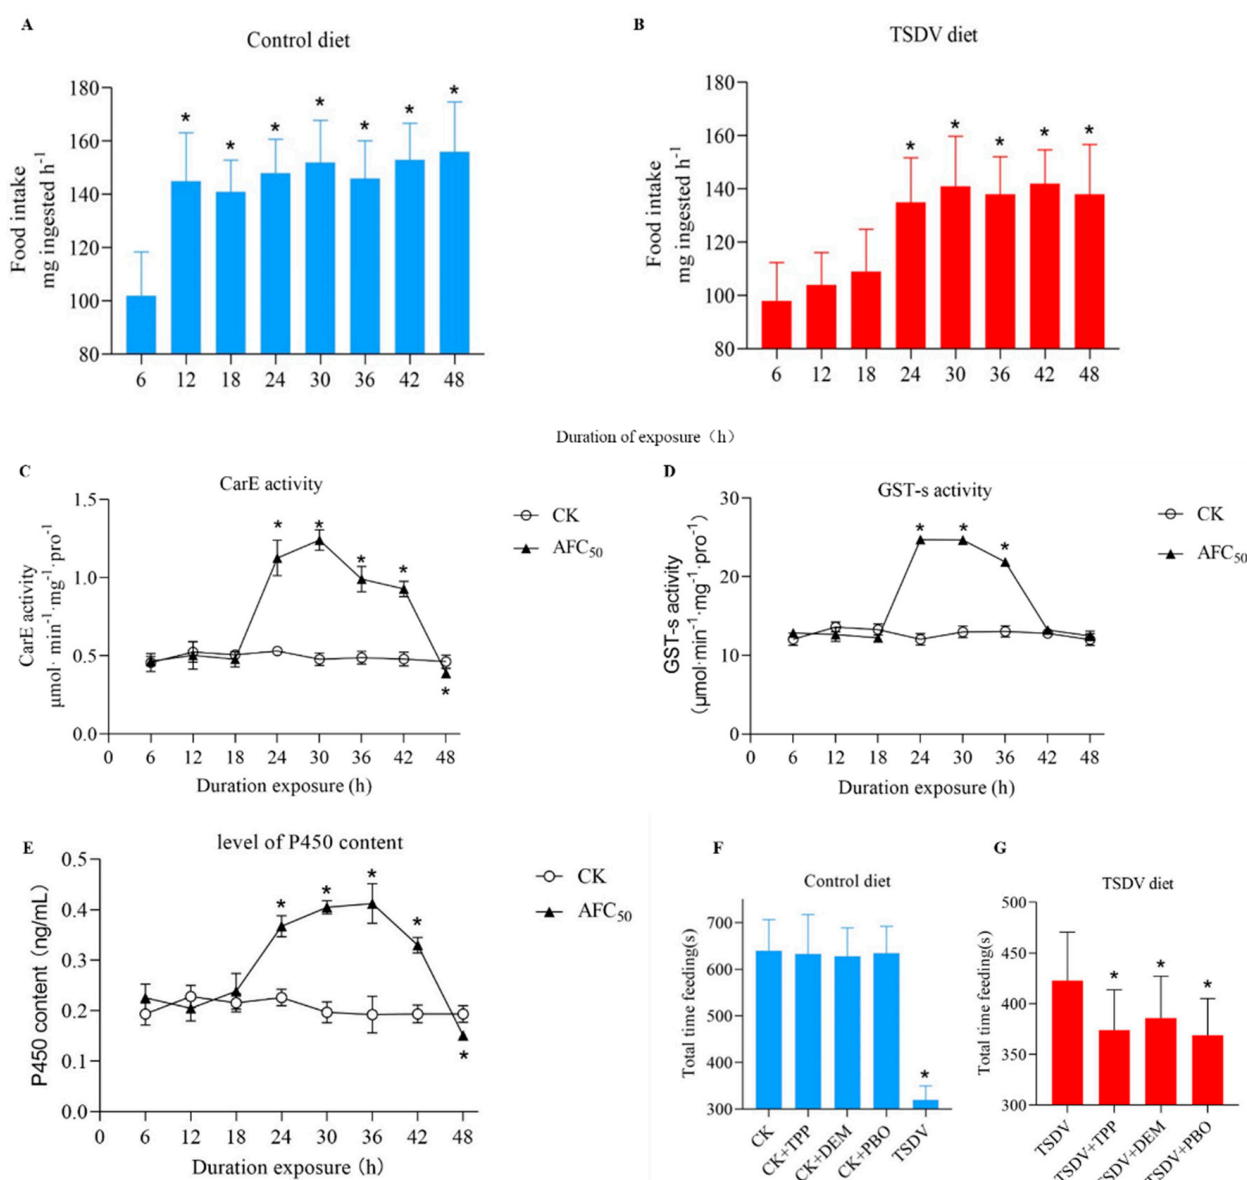 A
Control diet
Food intake
mg ingested h⁻¹
180
160
140
120
100
80
*
*
*
*
*
*
*
6 12 18 24 30 36 42 48
B
TSDV diet
Food intake
mg ingested h⁻¹
180
160
140
120
100
80
*
*
*
*
*
6 12 18 24 30 36 42 48
Duration of exposure（h）
C
CarE activity
CarE activity
μmol· min⁻¹·mg⁻¹·pro⁻¹
1.5
1.0
0.5
0.0
*
*
*
*
*
CK
AFC₅₀
0 6 12 18 24 30 36 42 48
Duration exposure (h)
D
GST-s activity
GST-s activity
(μmol·min⁻¹·mg⁻¹·pro⁻¹)
30
20
10
0
*
*
*
CK
AFC₅₀
0 6 12 18 24 30 36 42 48
Duration exposure (h)
E
level of P450 content
P450 content (ng/mL)
0.5
0.4
0.3
0.2
0.1
0.0
*
*
*
*
*
CK
AFC₅₀
0 6 12 18 24 30 36 42 48
Duration exposure (h)
F
Control diet
Total time feeding(s)
700
600
500
400
300
*
CK
CK+TPP
CK+DEM
CK+PBO
TSDV
G
TSDV diet
Total time feeding(s)
500
450
400
350
300
*
*
*
TSDV
TSDV+TPP
TSDV+DEM
TSDV+PBO